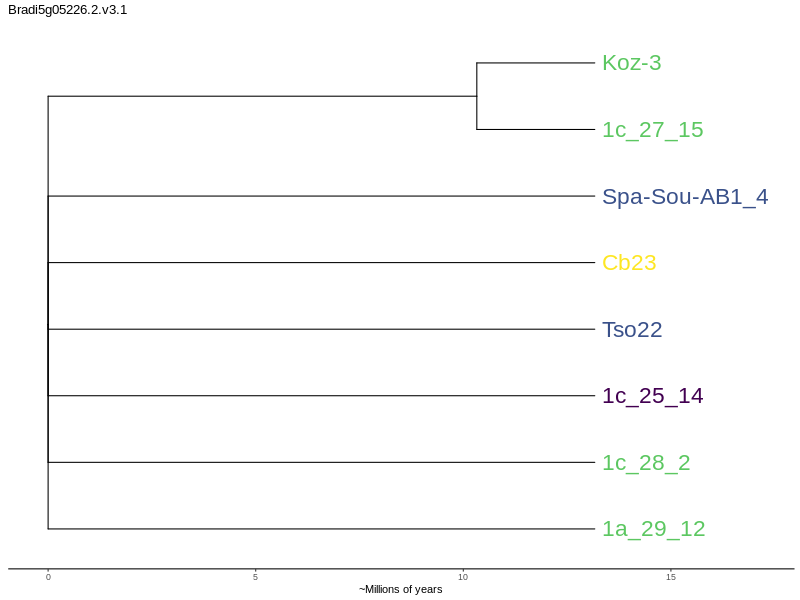 Bradi5g05226.2.v3.1
Koz-3
1c_27_15
Spa-Sou-AB1_4
Cb23
Tso22
1c_25_14
1c_28_2
1a_29_12
0 5 10 15
~Millions of years